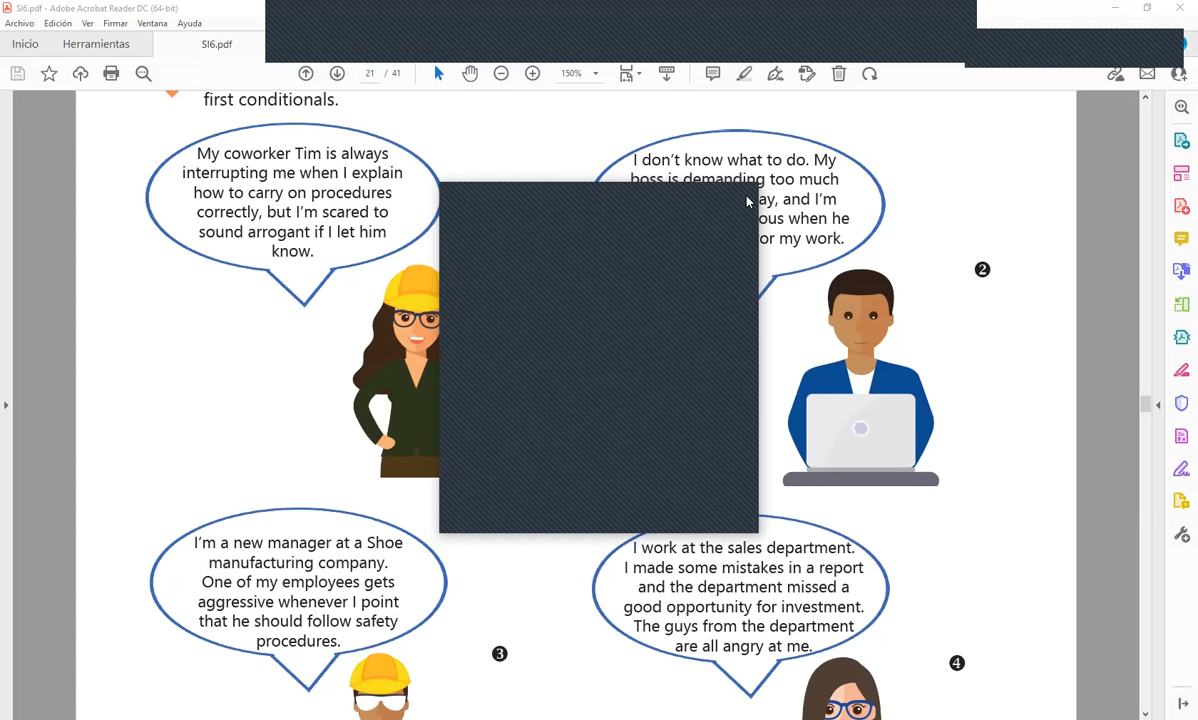 SI6.pdf - Adobe Acrobat Reader DC (64-bit)
Archivo Edición Ver Firmar Ventana Ayuda
Inicio Herramientas SI6.pdf
21 / 41 150%
first conditionals.
My coworker Tim is always
interrupting me when I explain
how to carry on procedures
correctly, but I'm scared to
sound arrogant if I let him
know.
I don't know what to do. My
boss is demanding too much
and I'm
when he
or my work.
2
I'm a new manager at a Shoe
manufacturing company.
One of my employees gets
aggressive whenever I point
that he should follow safety
procedures.
3
I work at the sales department.
I made some mistakes in a report
and the department missed a
good opportunity for investment.
The guys from the department
are all angry at me.
4